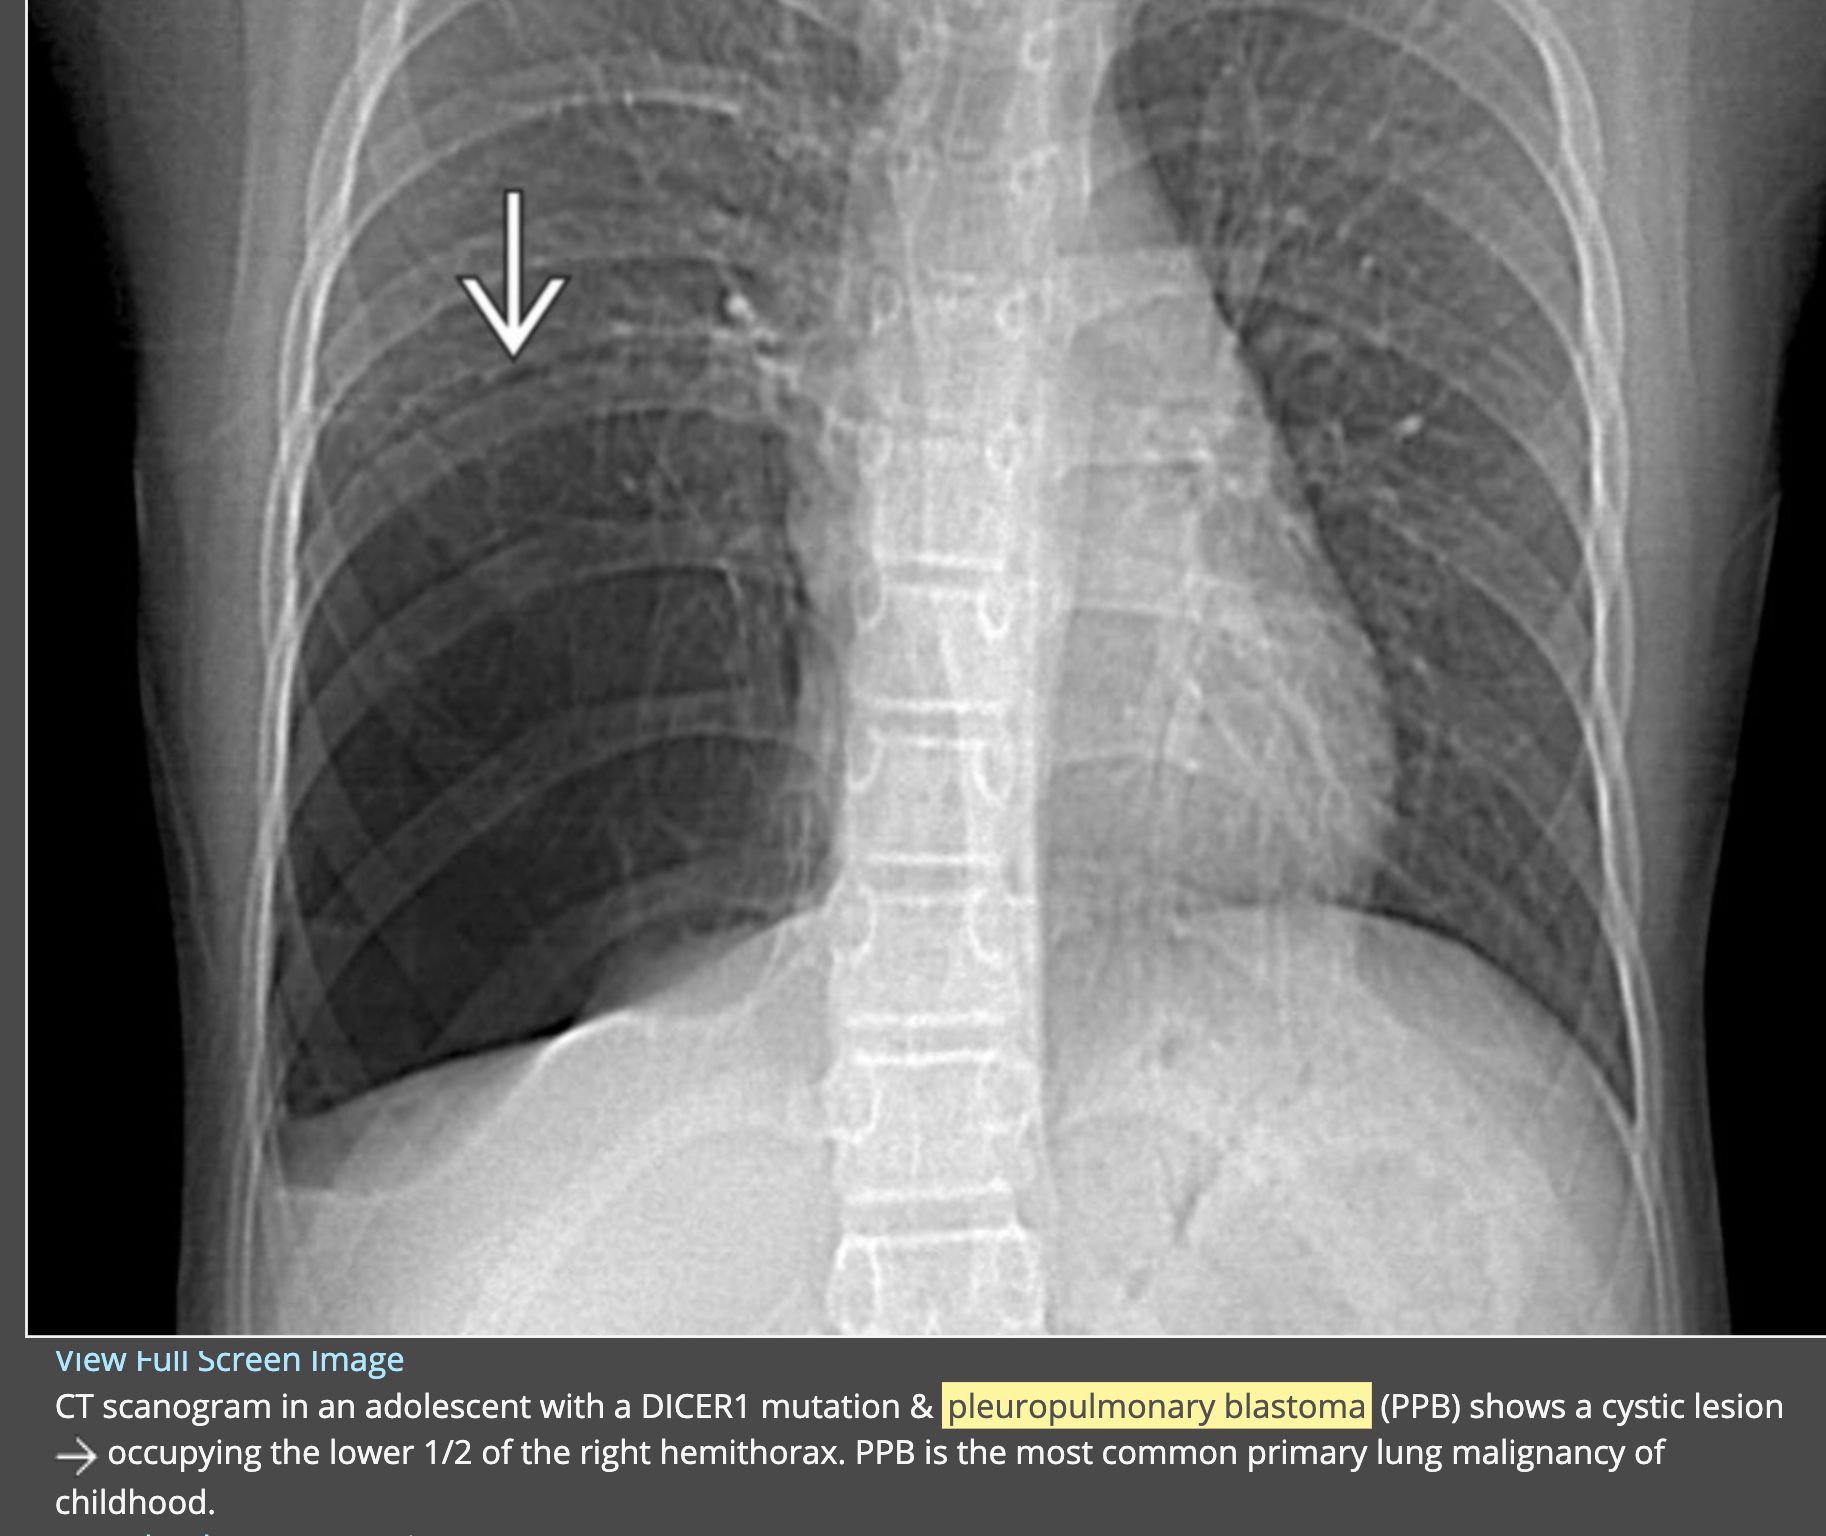 View Full Screen Image
CT scanogram in an adolescent with a DICER1 mutation & pleuropulmonary blastoma (PPB) shows a cystic lesion
→ occupying the lower 1/2 of the right hemithorax. PPB is the most common primary lung malignancy of
childhood.